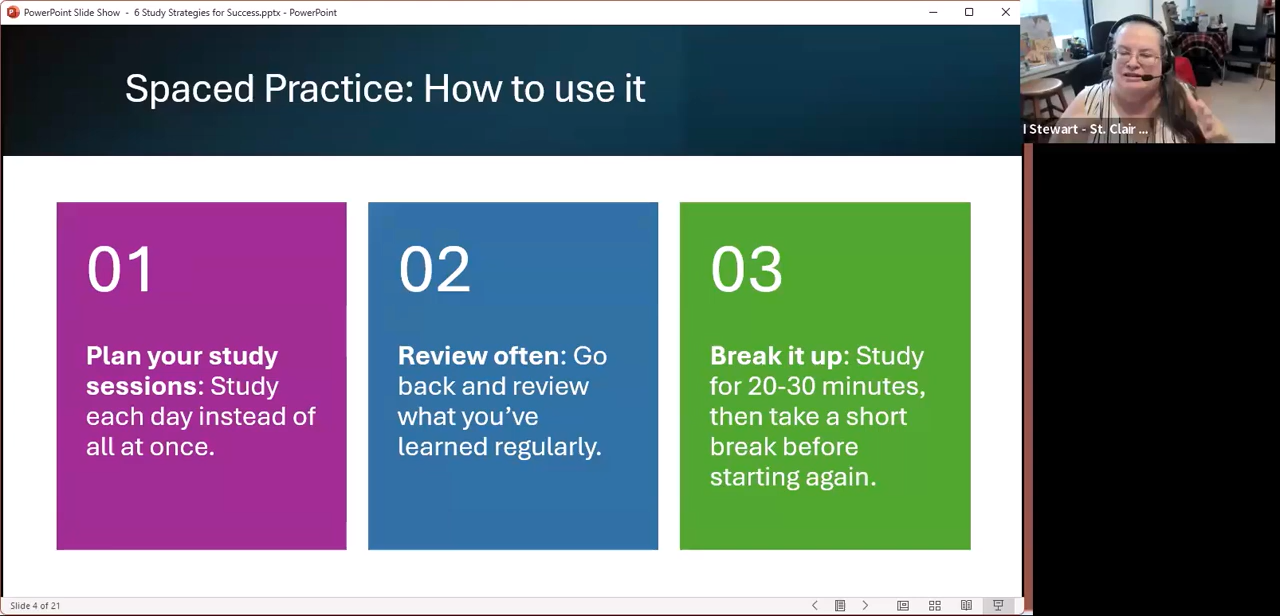 PowerPoint Slide Show - 6 Study Strategies for Success.pptx - PowerPoint
Spaced Practice: How to use it
I Stewart - St. Clair ...
01
Plan your study
sessions: Study
each day instead of
all at once.
02
Review often: Go
back and review
what you’ve
learned regularly.
03
Break it up: Study
for 20-30 minutes,
then take a short
break before
starting again.
Slide 4 of 21